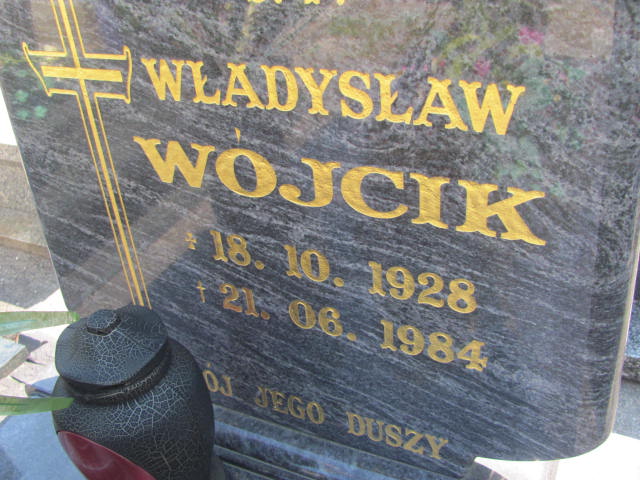 WŁADYSŁAW
WÓJCIK
* 18. 10. 1928
† 21. 06. 1984
JEGO DUSZY